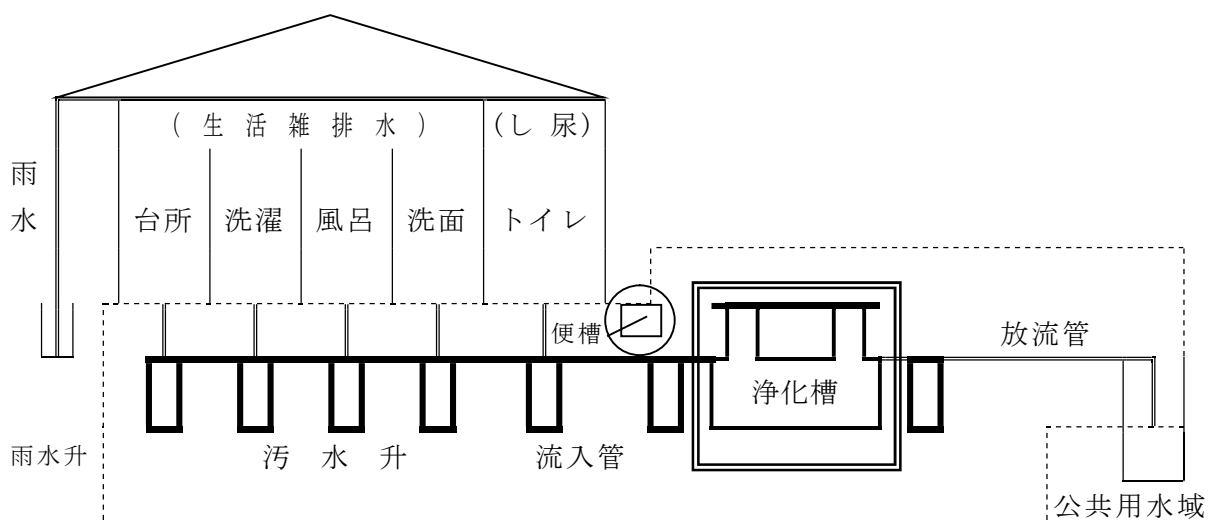 (生活雑排水) (し尿)
雨水
台所 洗濯 風呂 洗面 トイレ
便槽
放流管
浄化槽
雨水升 汚水升 流入管
公共用水域